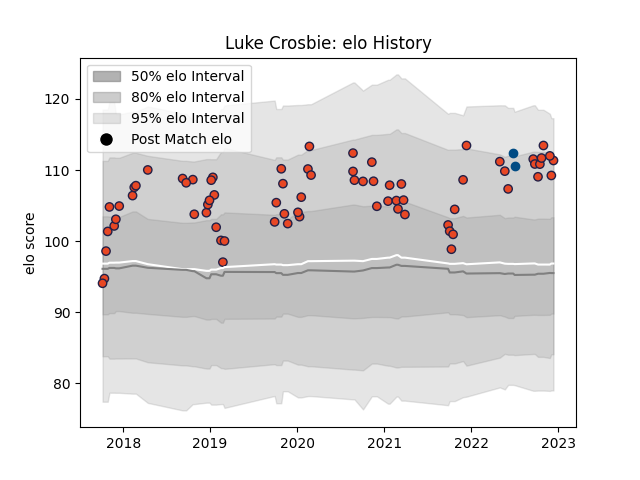 Luke Crosbie: elo History
50% elo Interval
80% elo Interval
95% elo Interval
Post Match elo
elo score
120
110
100
90
80
2018 2019 2020 2021 2022 2023